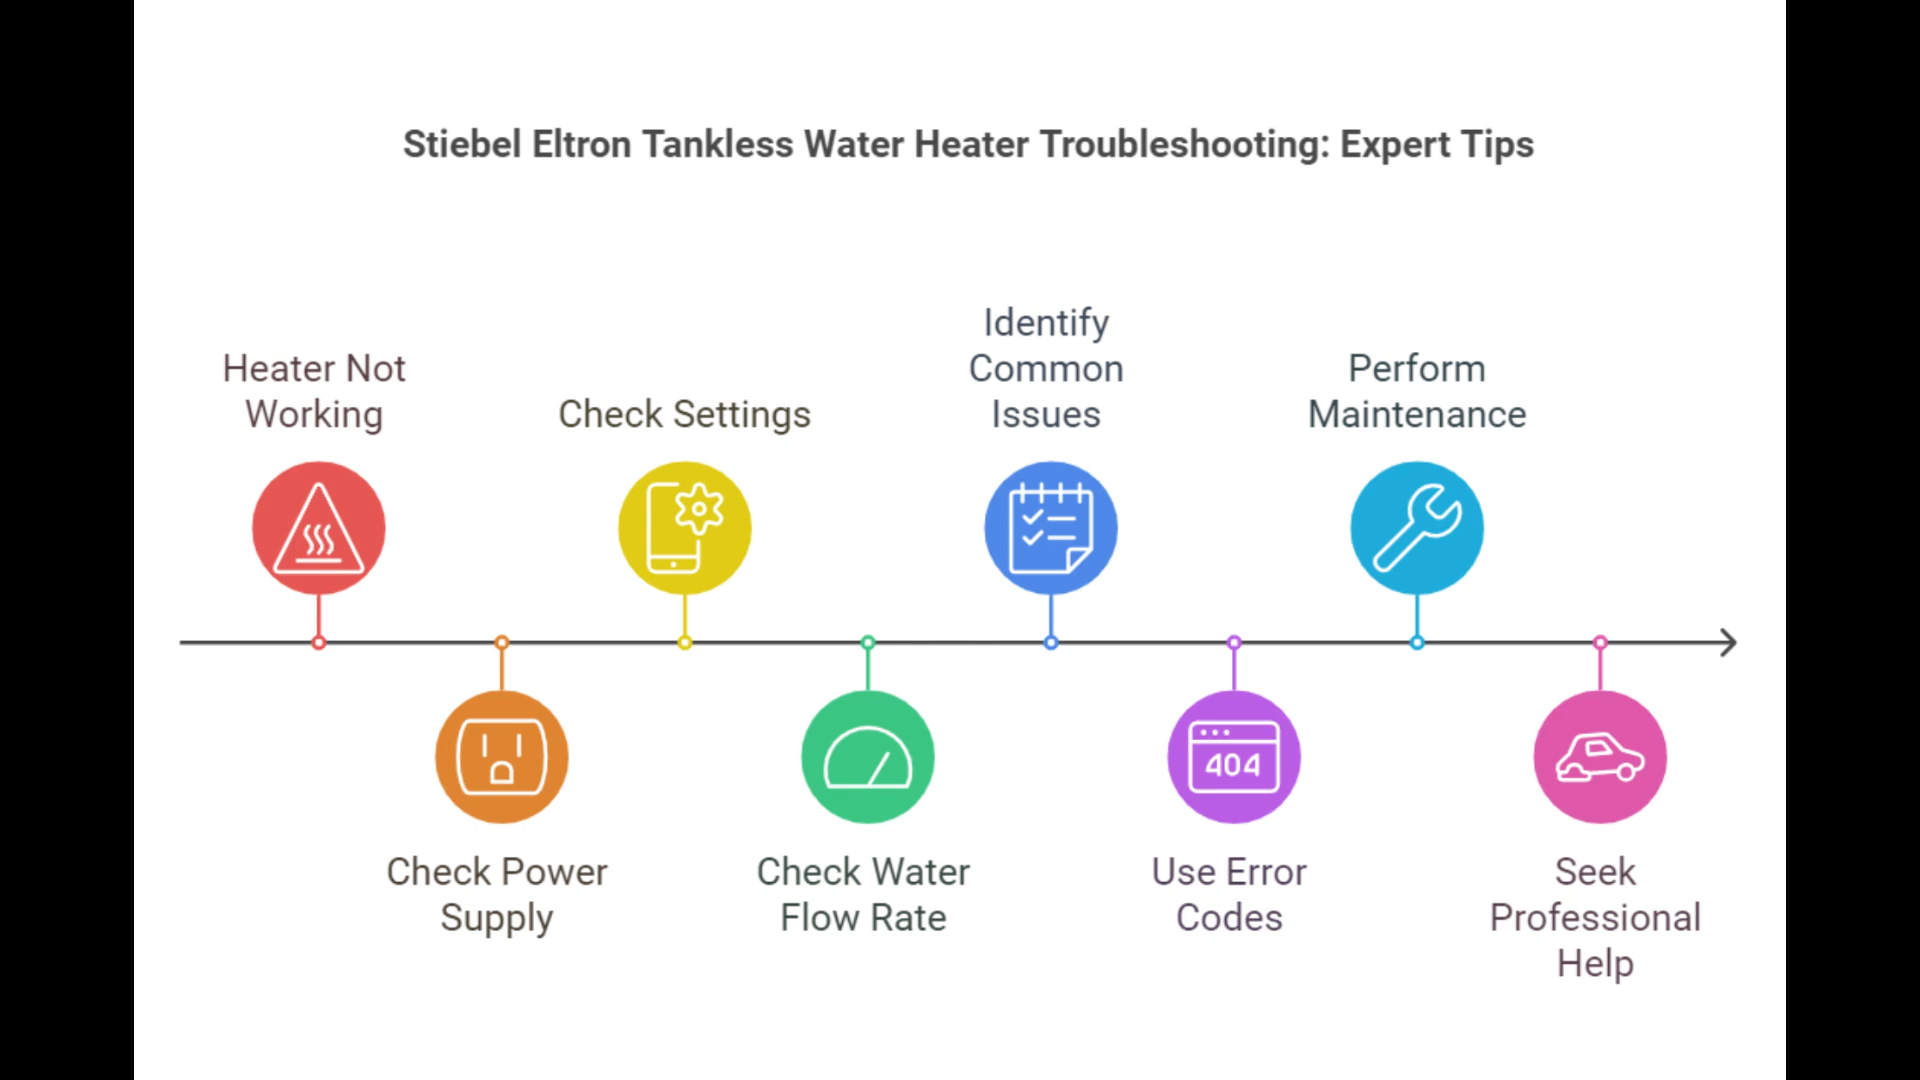 Stiebel Eltron Tankless Water Heater Troubleshooting: Expert Tips
Heater Not
Working
Check Power
Supply
Check Settings
Check Water
Flow Rate
Identify
Common
Issues
404
Use Error
Codes
Perform
Maintenance
Seek
Professional
Help